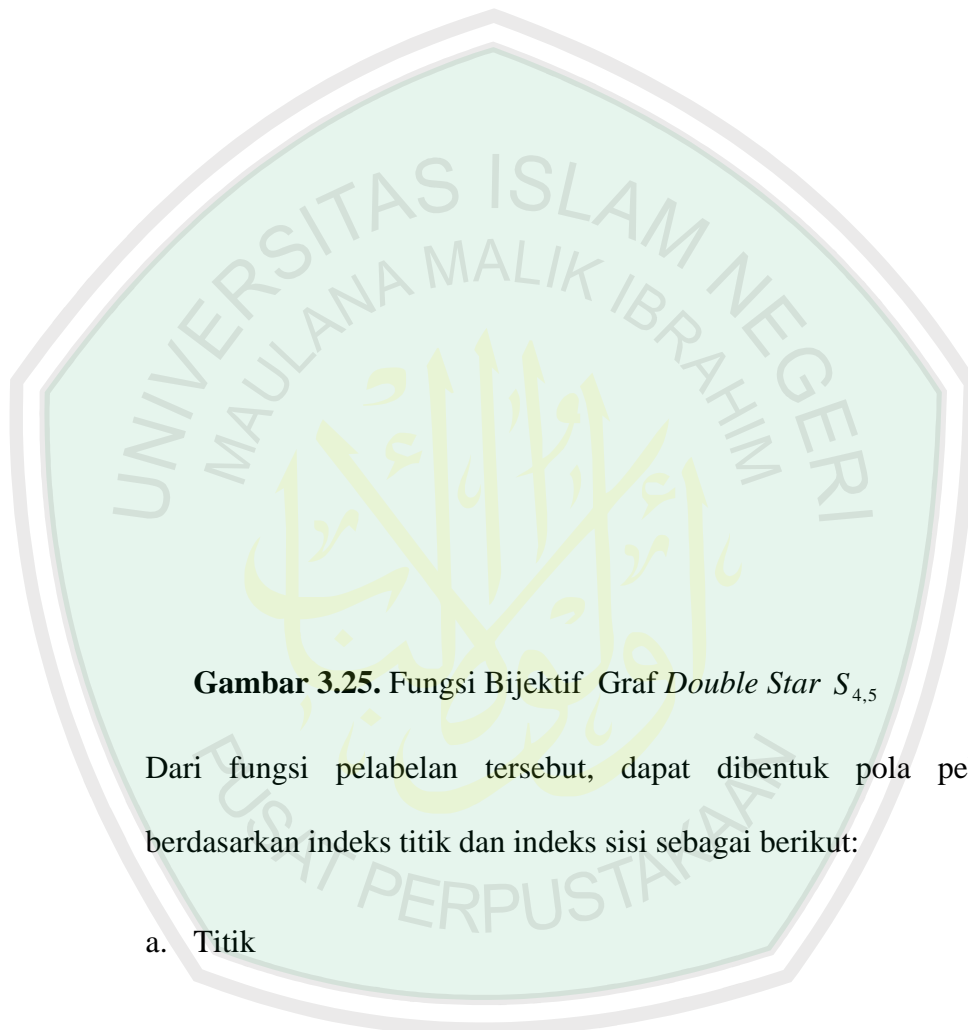 UNIVERSITAS ISLAM NEGERI
MAULANA MALIK IBRAHIM
Gambar 3.25. Fungsi Bijektif Graf Double Star S4,5
Dari fungsi pelabelan tersebut, dapat dibentuk pola pe
berdasarkan indeks titik dan indeks sisi sebagai berikut:
a. Titik
PUSAT PERPUSTAKAAN